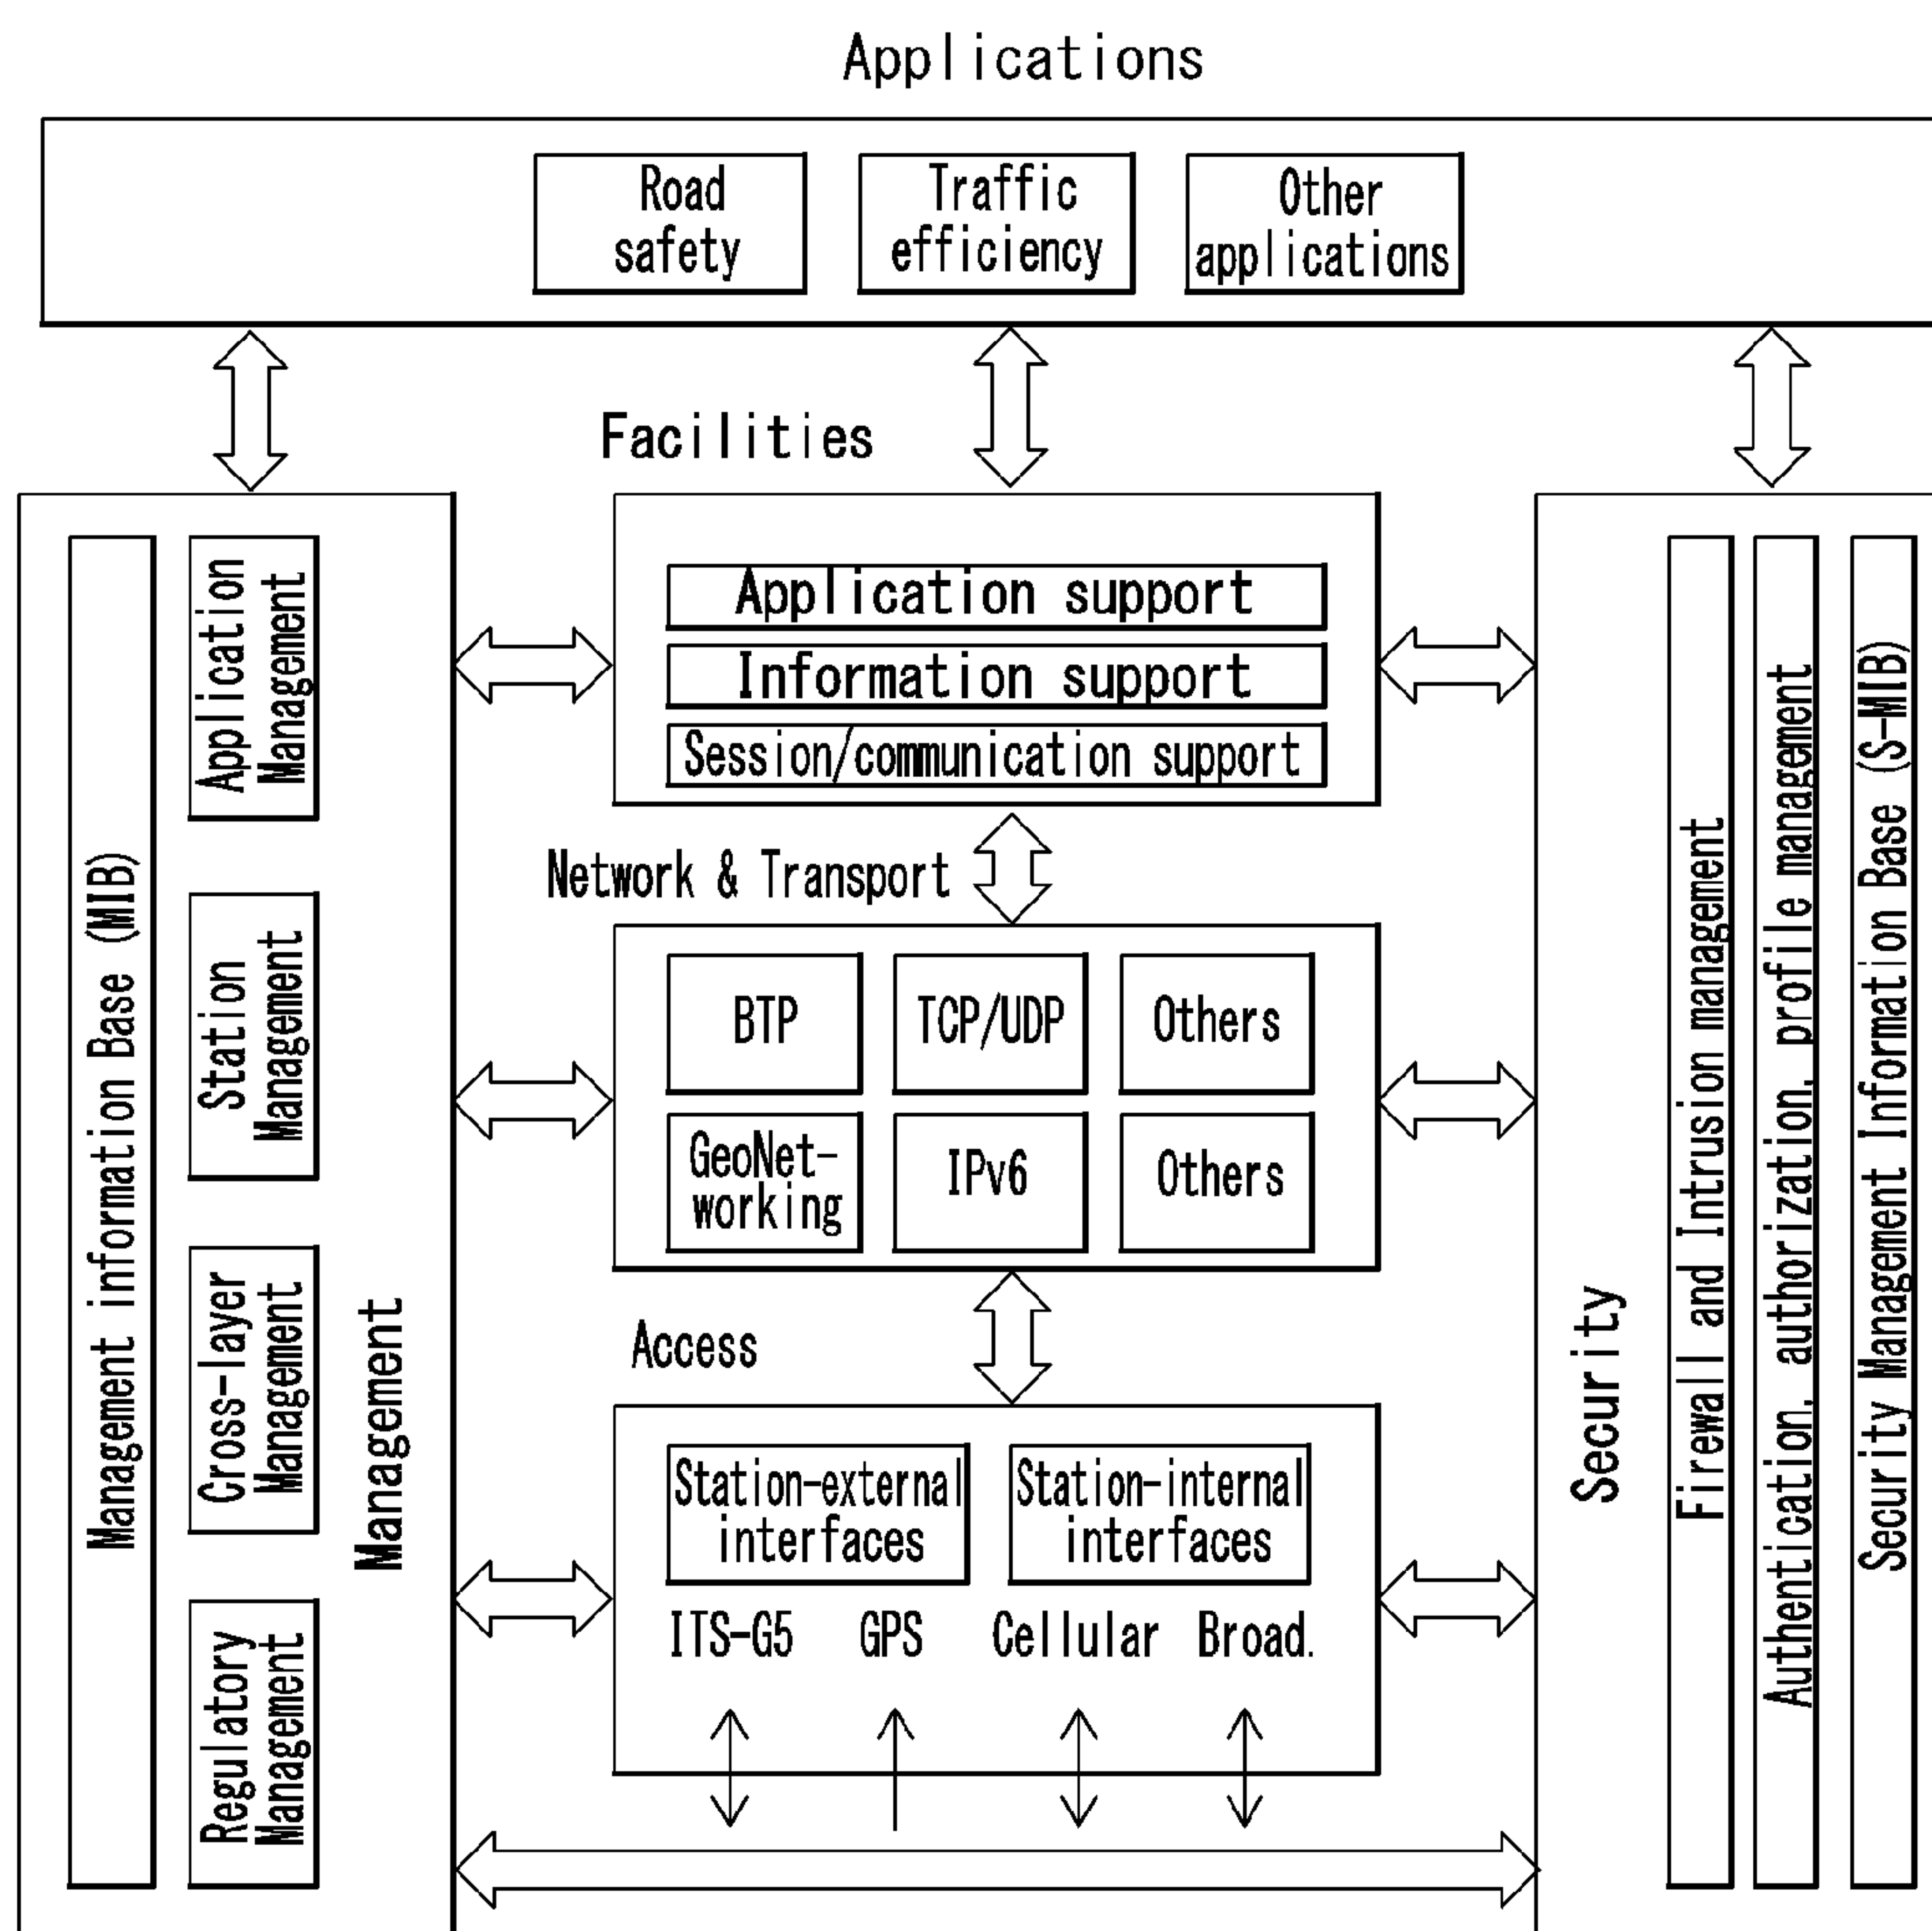 Applications
Road
safety
Traffic
efficiency
Other
applications
Facilities
Application support
Information support
Session/communication support
Network & Transport
BTP
TCP/UDP
Others
GeoNet-
working
IPv6
Others
Access
Station-external
interfaces
Station-internal
interfaces
ITS-G5
GPS
Cellular
Broad.
Management information Base (MIB)
Application
Management
Station
Management
Cross-layer
Management
Regulatory
Management
Management
Security
Firewall and Intrusion management
Authentication, authorization, profile management
Security Management Information Base (S-MIB)